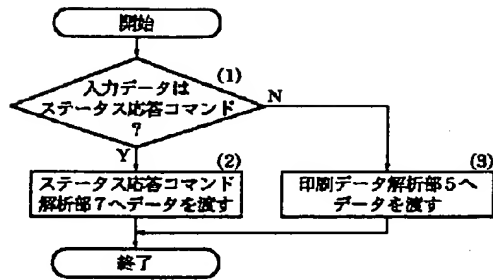 開始
(1)
入力データは
ステータス応答コマンド
?
N
Y
(2)
ステータス応答コマンド
解析部7へデータを渡す
(3)
印刷データ解析部5へ
データを渡す
終了